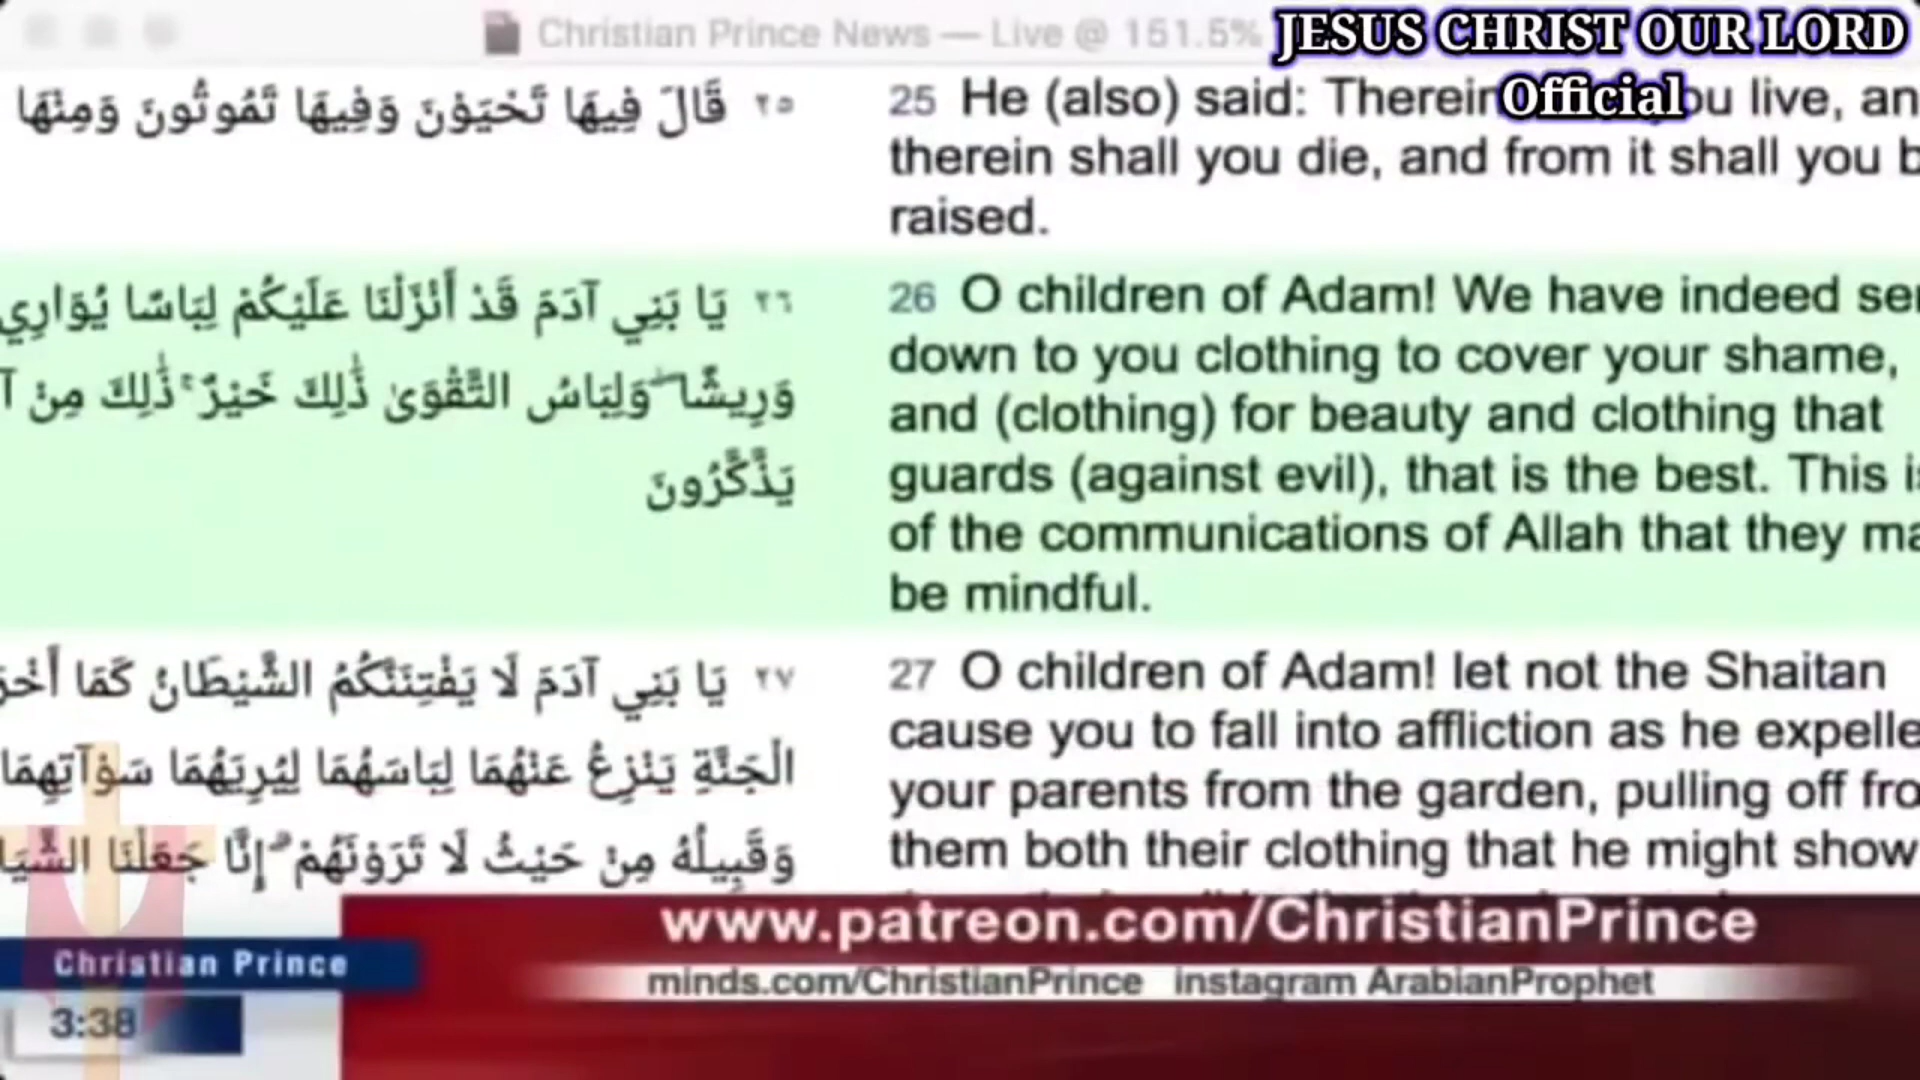 Christian Prince News — Live @ 151.5%
JESUS CHRIST OUR LORD
Official
٢٥ قَالَ فِيهَا تَحْيَوْنَ وَفِيهَا تَمُوتُونَ وَمِنْهَا
25 He (also) said: Therein you live, an
therein shall you die, and from it shall you b
raised.
٢٦ يَا بَنِي آدَمَ قَدْ أَنْزَلْنَا عَلَيْكُمْ لِبَاسًا يُوَارِي
وَرِيشًا ۖ وَلِبَاسُ التَّقْوَىٰ ذَٰلِكَ خَيْرٌ ۚ ذَٰلِكَ مِنْ
يَذَّكَّرُونَ
26 O children of Adam! We have indeed se
down to you clothing to cover your shame,
and (clothing) for beauty and clothing that
guards (against evil), that is the best. This is
of the communications of Allah that they ma
be mindful.
٢٧ يَا بَنِي آدَمَ لَا يَفْتِنَنَّكُمُ الشَّيْطَانُ كَمَا أَخْرَ
الْجَنَّةِ يَنْزِعُ عَنْهُمَا لِبَاسَهُمَا لِيُرِيَهُمَا سَوْآتِهِمَا
وَقَبِيلُهُ مِنْ حَيْثُ لَا تَرَوْنَهُمْ ۗ إِنَّا جَعَلْنَا الشَّيَا
27 O children of Adam! let not the Shaitan
cause you to fall into affliction as he expelle
your parents from the garden, pulling off fro
them both their clothing that he might show
www.patreon.com/ChristianPrince
minds.com/ChristianPrince instagram ArabianProphet
Christian Prince
3:38